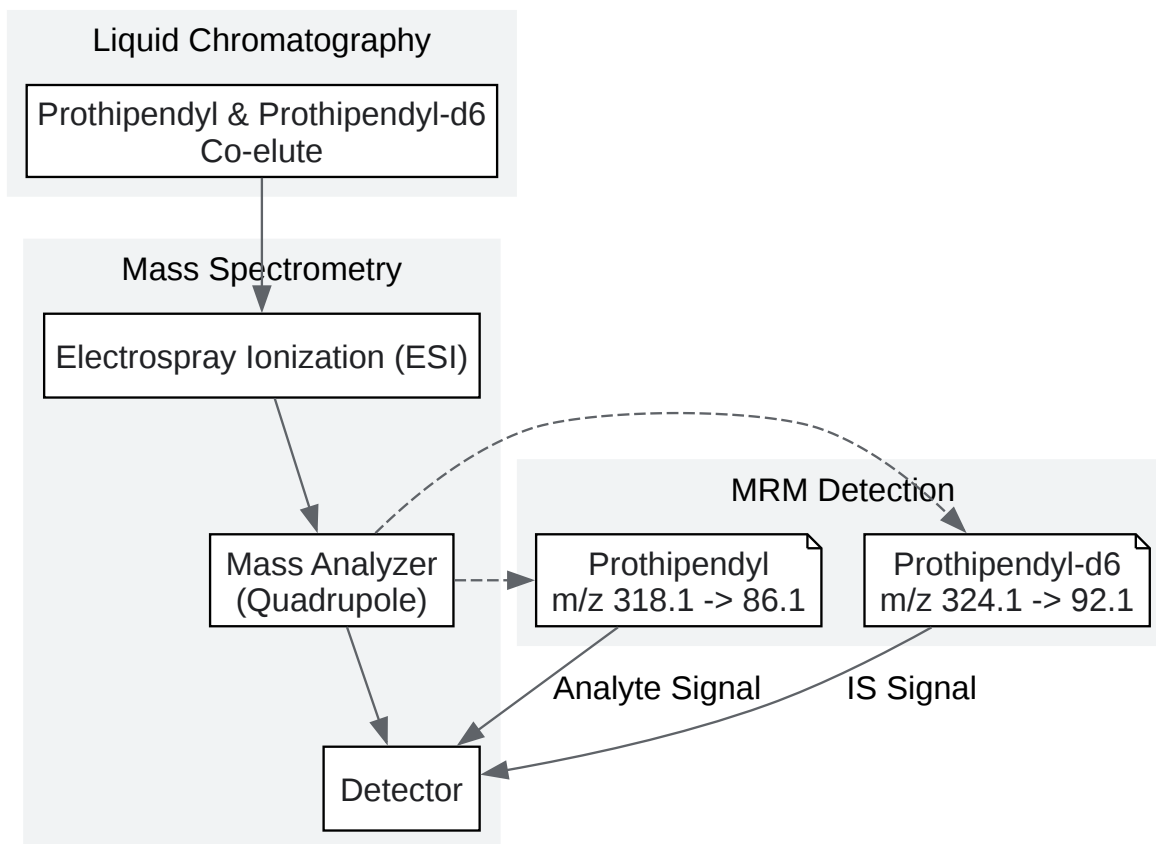 Liquid Chromatography
Prothipendyl & Prothipendyl-d6
Co-elute
Mass Spectrometry
Electrospray Ionization (ESI)
MRM Detection
Mass Analyzer
(Quadrupole)
Prothipendyl
m/z 318.1 -> 86.1
Prothipendyl-d6
m/z 324.1 -> 92.1
Analyte Signal
IS Signal
Detector